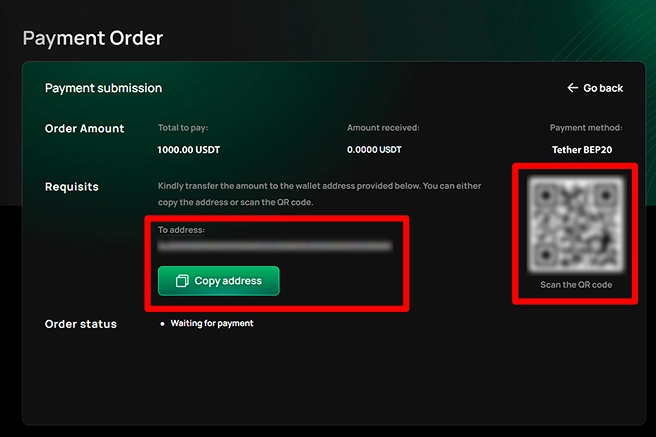 Payment Order
Payment submission
Go back
Order Amount
Total to pay:
Amount received:
Payment method:
1000.00 USDT
0.0000 USDT
Tether BEP20
Requisits
Kindly transfer the amount to the wallet address provided below. You can either
copy the address or scan the QR code.
To address:
Copy address
Scan the QR code
Order status
Waiting for payment